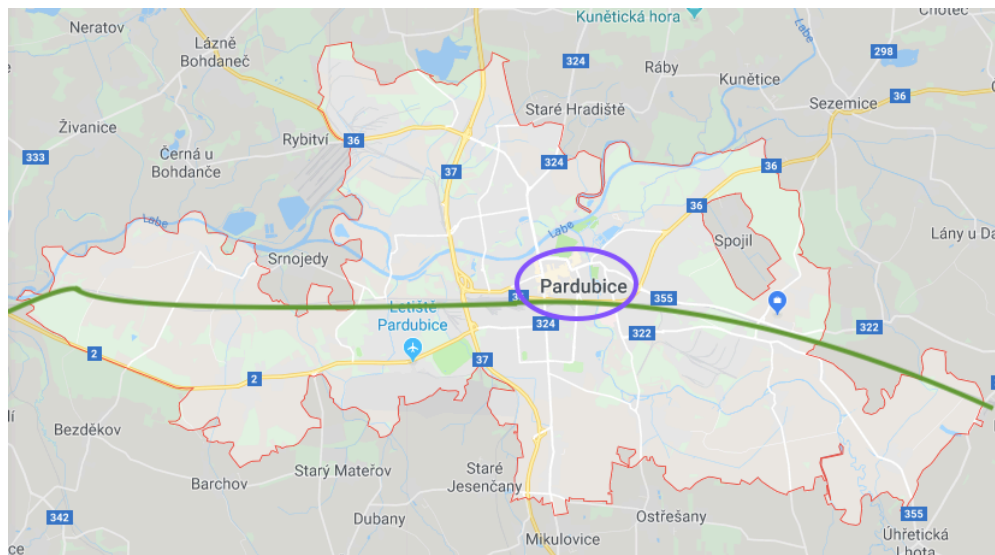 Chotěč
Kunětická hora
Labe
Neratov
Lázně
Bohdaneč
298
324
Ráby
Kunětice
36
Sezemice
Staré Hradiště
Živanice
Rybitví
36
333
Černá u
Bohdanče
324
36
37
36
Labe
Labe
Spojil
Lány u Da
Srnojedy
Pardubice
355
Letiště
Pardubice
324
322
322
2
37
2
Bezděkov
Starý Mateřov
Staré
Jesenčany
Barchov
342
Dubany
Ostřešany
355
Mikulovice
Úhřetická
Lhota